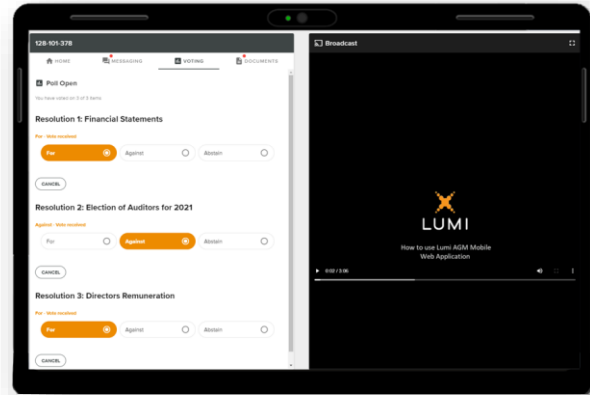 128-101-378
HOME
MESSAGING
VOTING
DOCUMENTS
Poll Open
You have voted on 3 of 3 items.
Resolution 1: Financial Statements
For - Vote received
For
Against
Abstain
CANCEL
Resolution 2: Election of Auditors for 2021
Against - Vote received
For
Against
Abstain
CANCEL
Resolution 3: Directors Remuneration
For - Vote received
For
Against
Abstain
CANCEL
Broadcast
LUMI
How to use Lumi AGM Mobile
Web Application
0:02 / 5:06